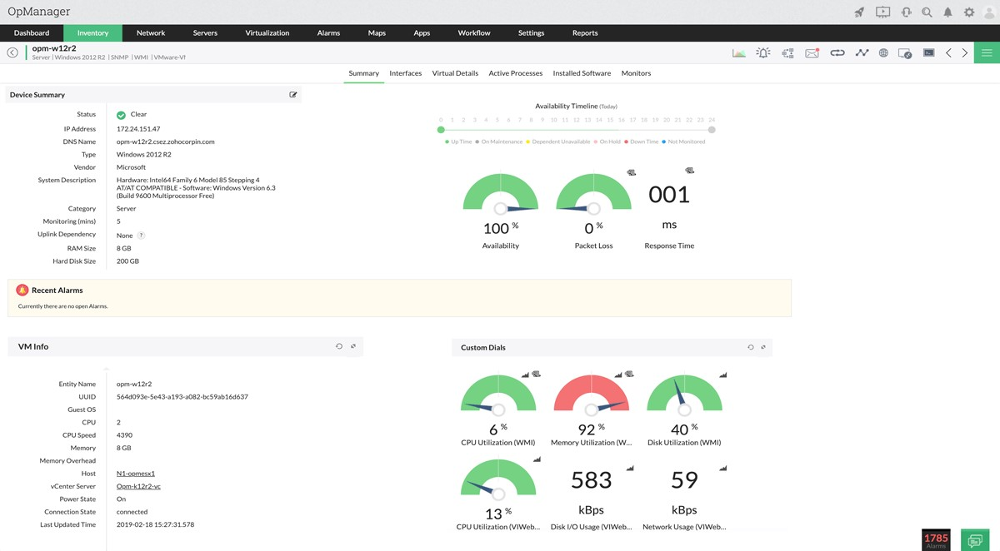 OpManager
Dashboard Inventory Network Servers Virtualization Alarms Maps Apps Workflow Settings Reports
opm-w12r2
Server | Windows 2012 R2 | SNMP | WMI | VMware-VM
Summary Interfaces Virtual Details Active Processes Installed Software Monitors
Device Summary
Status Clear
IP Address 172.24.151.47
DNS Name opm-w12r2.csez.zohocorpin.com
Type Windows 2012 R2
Vendor Microsoft
System Description Hardware: Intel64 Family 6 Model 85 Stepping 4
AT/AT COMPATIBLE - Software: Windows Version 6.3
(Build 9600 Multiprocessor Free)
Category Server
Monitoring (mins) 5
Uplink Dependency None ?
RAM Size 8 GB
Hard Disk Size 200 GB
Availability Timeline (Today)
0 1 2 3 4 5 6 7 8 9 10 11 12 13 14 15 16 17 18 19 20 21 22 23 24
Up Time On Maintenance Dependent Unavailable On Hold Down Time Not Monitored
100 %
Availability
0 %
Packet Loss
001
ms
Response Time
Recent Alarms
Currently there are no open Alarms.
VM Info
Entity Name opm-w12r2
UUID 564d093e-5e43-a193-a082-bc59ab16d637
Guest OS
CPU 2
CPU Speed 4390
Memory 8 GB
Memory Overhead
Host N1-opmesx1
vCenter Server Opm-k12r2-vc
Power State On
Connection State connected
Last Updated Time 2019-02-18 15:27:31.578
Custom Dials
6 %
CPU Utilization (WMI)
92 %
Memory Utilization (W...
40 %
Disk Utilization (WMI)
13 %
CPU Utilization (VIWeb...
583
kBps
Disk I/O Usage (VIWeb...
59
kBps
Network Usage (VIWeb...
1785
Alarms